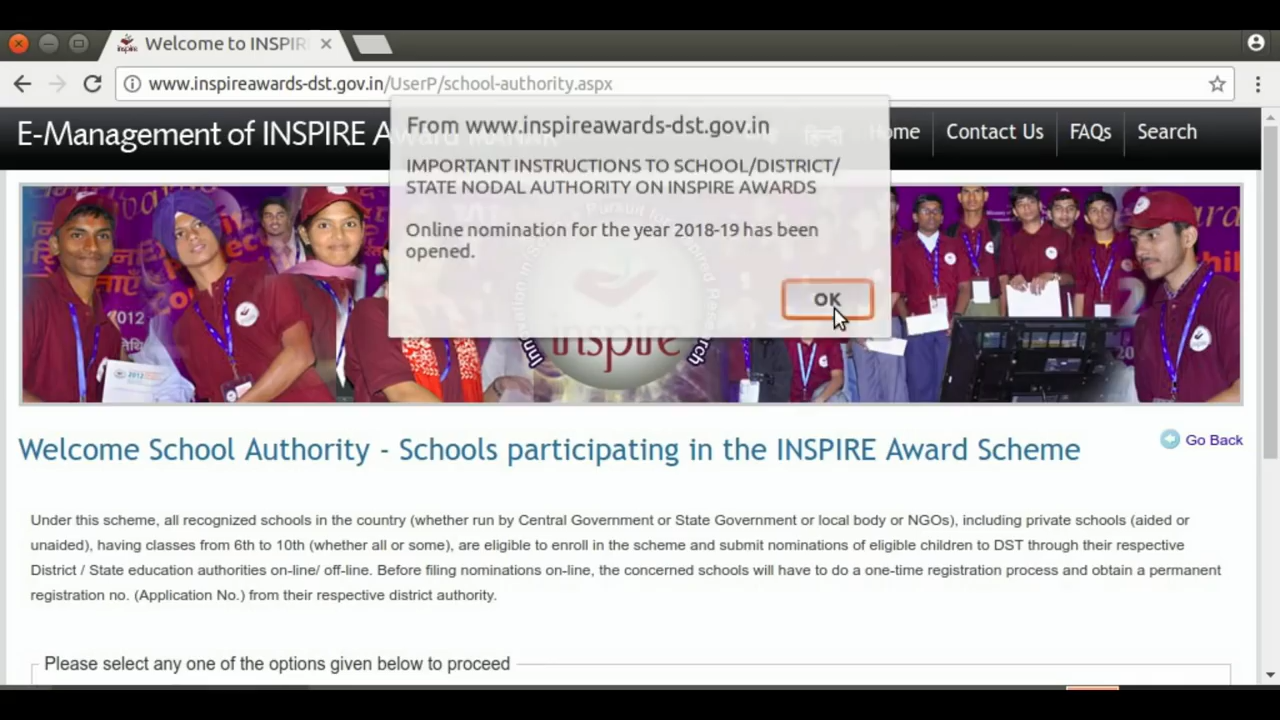 Welcome to INSPIR
www.inspireawards-dst.gov.in/UserP/school-authority.aspx
E-Management of INSPIRE A
हिन्दी
Home
Contact Us
FAQs
Search
From www.inspireawards-dst.gov.in
IMPORTANT INSTRUCTIONS TO SCHOOL/DISTRICT/
STATE NODAL AUTHORITY ON INSPIRE AWARDS
Online nomination for the year 2018-19 has been
opened.
OK
inspire
2012
Welcome School Authority - Schools participating in the INSPIRE Award Scheme
Go Back
Under this scheme, all recognized schools in the country (whether run by Central Government or State Government or local body or NGOs), including private schools (aided or
unaided), having classes from 6th to 10th (whether all or some), are eligible to enroll in the scheme and submit nominations of eligible children to DST through their respective
District / State education authorities on-line/ off-line. Before filing nominations on-line, the concerned schools will have to do a one-time registration process and obtain a permanent
registration no. (Application No.) from their respective district authority.
Please select any one of the options given below to proceed